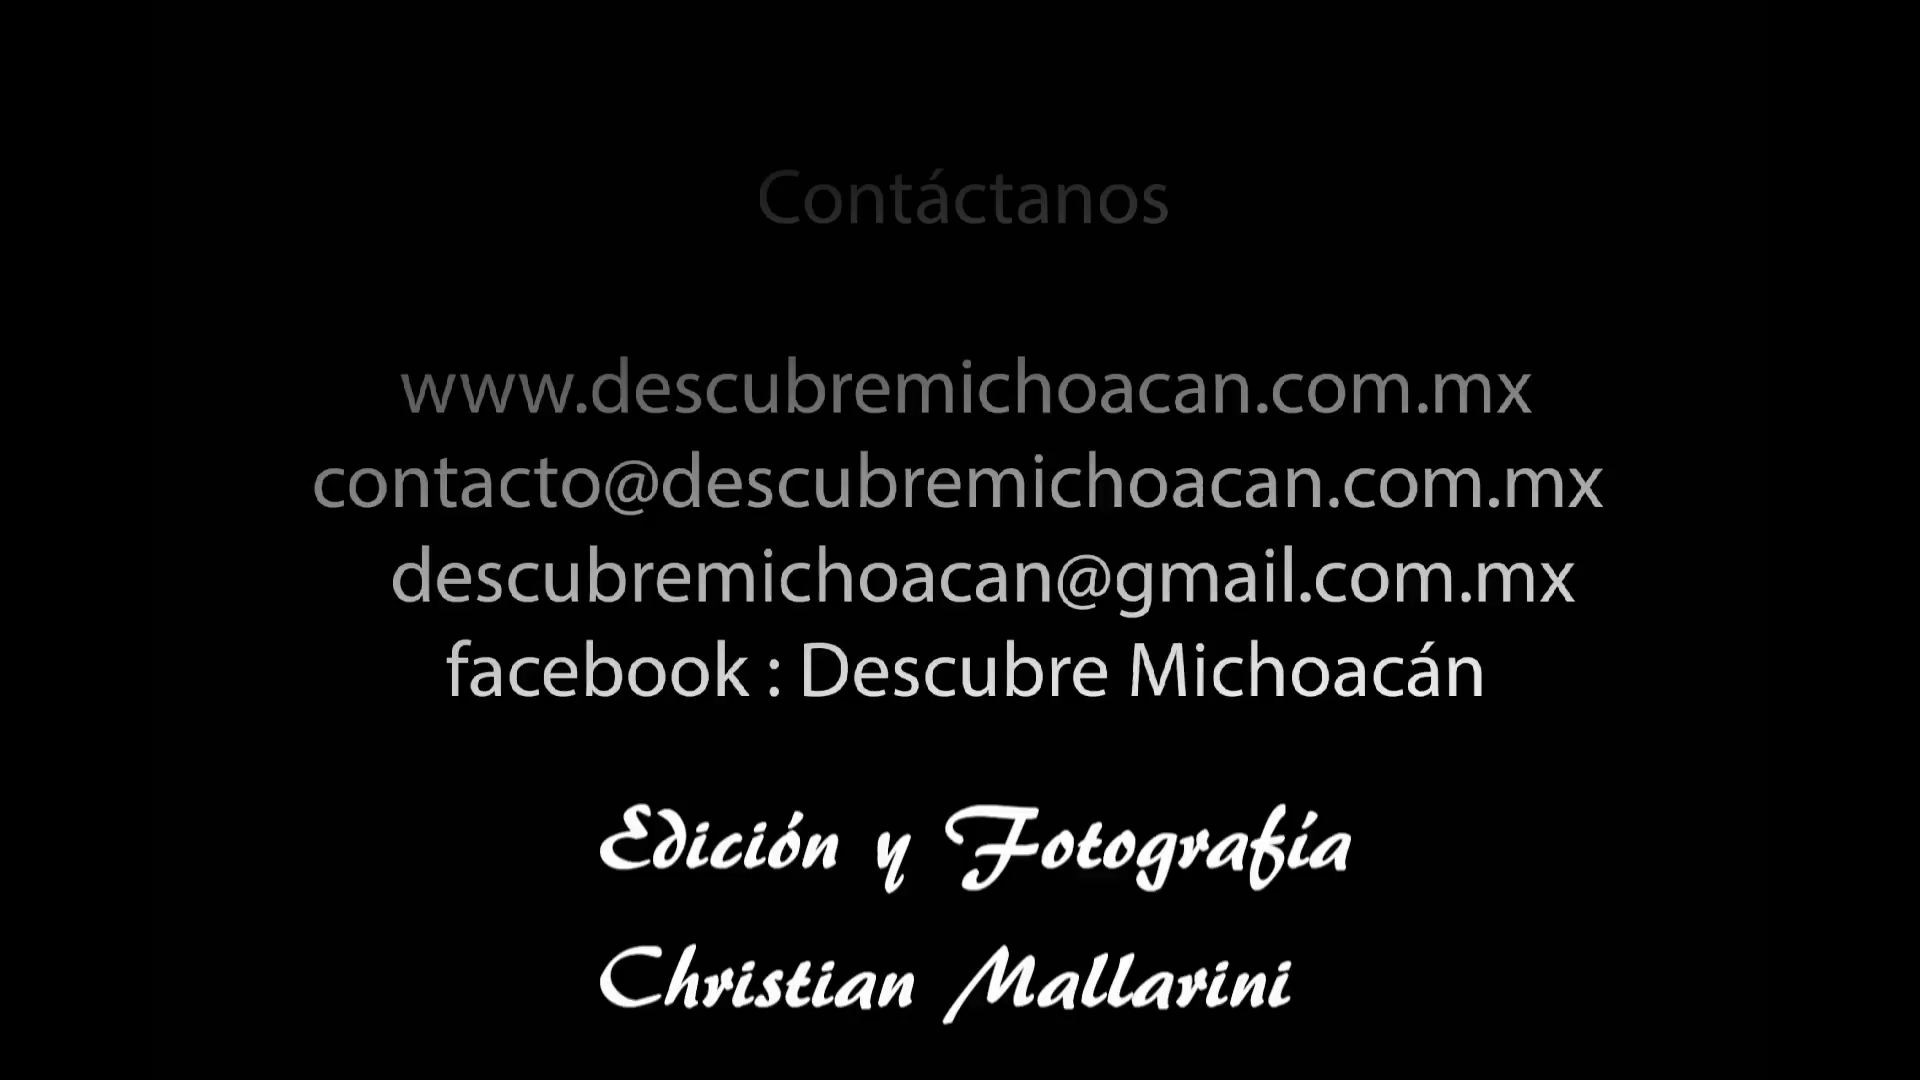 Contáctanos
www.descubremichoacan.com.mx
contacto@descubremichoacan.com.mx
descubremichoacan@gmail.com.mx
facebook : Descubre Michoacán
Edición y Fotografía
Christian Mallarini